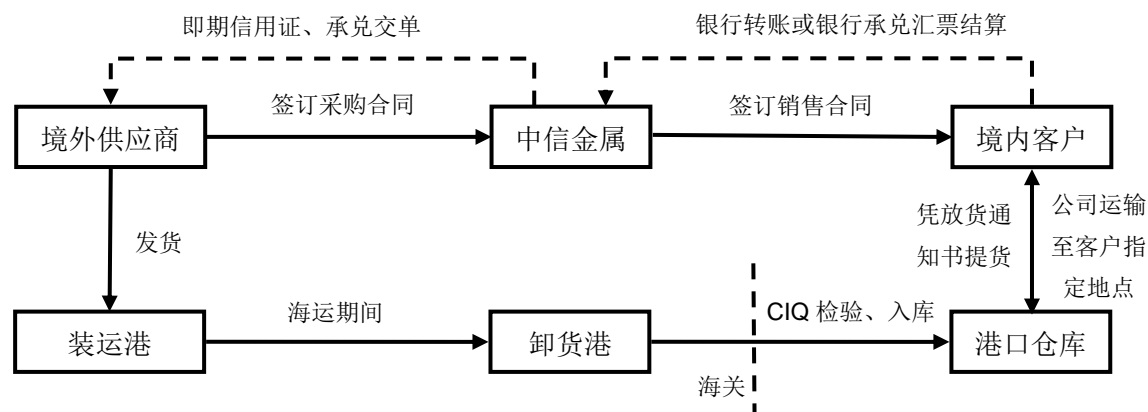 即期信用证、承兑交单
银行转账或银行承兑汇票结算
签订采购合同
签订销售合同
境外供应商
中信金属
境内客户
凭放货通
知书提货
公司运输
至客户指
定地点
发货
海运期间
CIQ 检验、入库
装运港
卸货港
港口仓库
海关